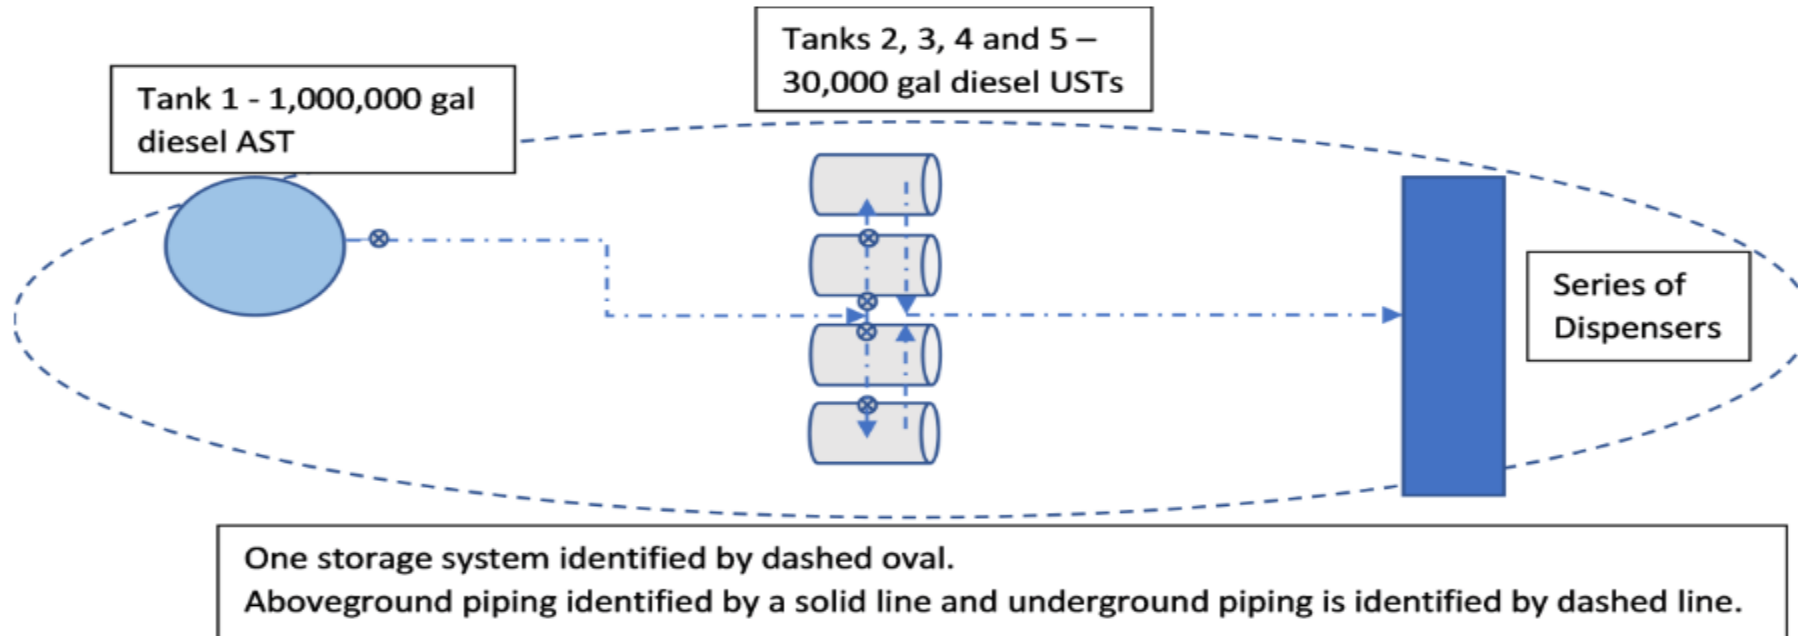 Tanks 2, 3, 4 and 5 –
30,000 gal diesel USTs
Tank 1 - 1,000,000 gal
diesel AST
Series of
Dispensers
One storage system identified by dashed oval.
Aboveground piping identified by a solid line and underground piping is identified by dashed line.